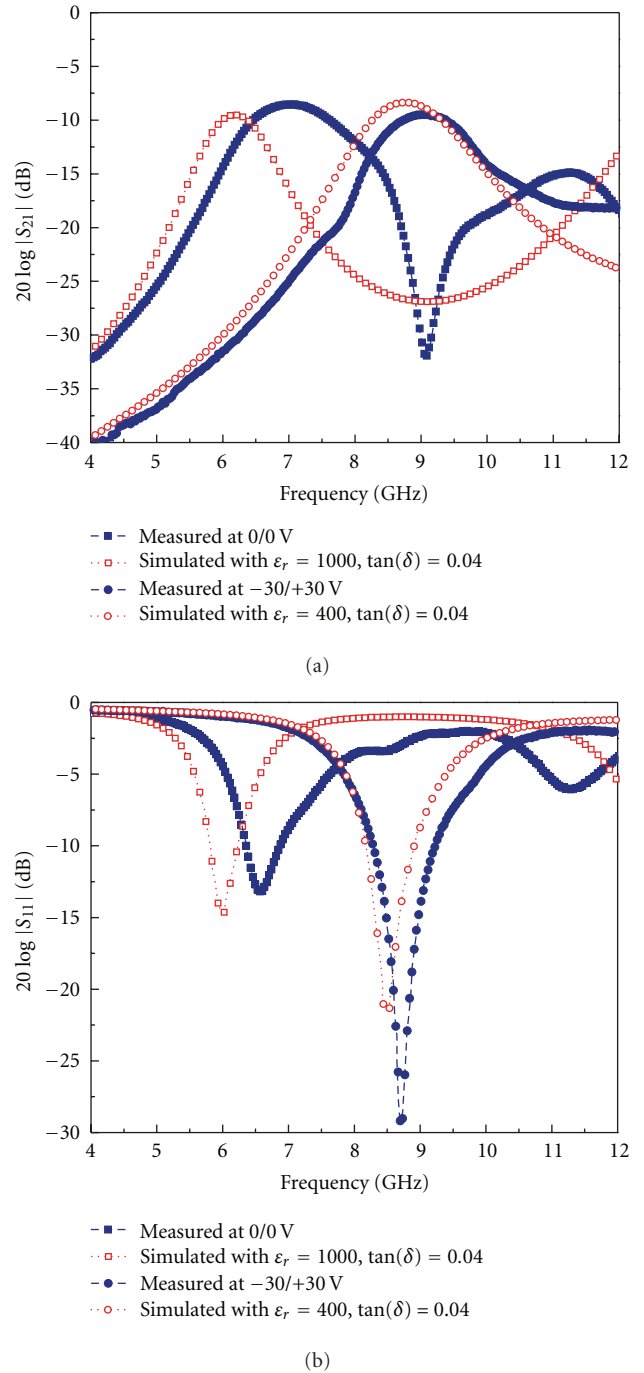 0
−5
−10
−15
−20
−25
−30
−35
−40
20 log |S21| (dB)
4 5 6 7 8 9 10 11 12
Frequency (GHz)
Measured at 0/0 V
Simulated with εr = 1000, tan(δ) = 0.04
Measured at −30/+30 V
Simulated with εr = 400, tan(δ) = 0.04
(a)
0
−5
−10
−15
−20
−25
−30
20 log |S11| (dB)
4 5 6 7 8 9 10 11 12
Frequency (GHz)
Measured at 0/0 V
Simulated with εr = 1000, tan(δ) = 0.04
Measured at −30/+30 V
Simulated with εr = 400, tan(δ) = 0.04
(b)